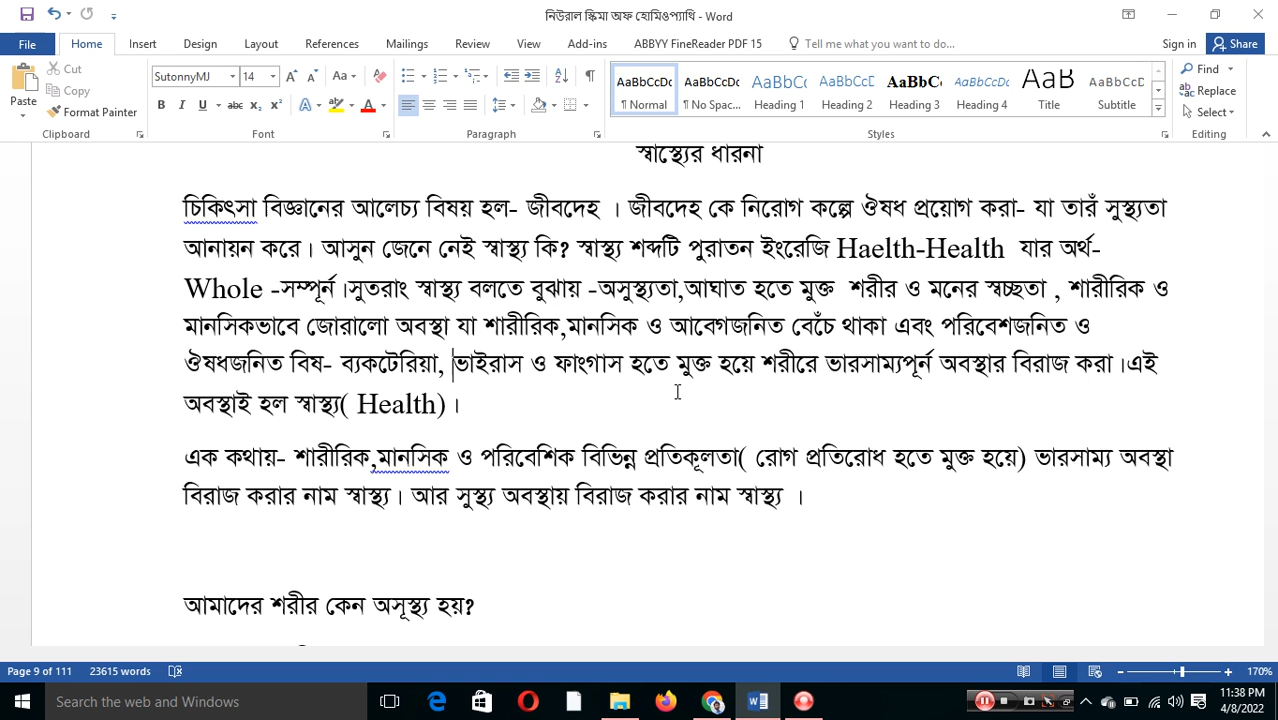 নিউরাল স্কিমা অফ হোমিওপ্যাথি - Word
File Home Insert Design Layout References Mailings Review View Add-ins ABBYY FineReader PDF 15 Tell me what you want to do... Sign in Share
Paste Cut Copy Format Painter
SutonnyMJ 14
AaBbCcDc AaBbCcDc AaBbCc AaBbCcDc AaBbC AaBbCcDc AaB AaBbCcDc
¶ Normal ¶ No Spac... Heading 1 Heading 2 Heading 3 Heading 4 Title Subtitle
Find Replace Select
Clipboard Font Paragraph Styles Editing
স্বাস্থ্যের ধারনা
চিকিৎসা বিজ্ঞানের আলেচ্য বিষয় হল- জীবদেহ । জীবদেহ কে নিরোগ কল্পে ঔষধ প্রয়োগ করা- যা তারঁ সুস্থ্যতা
আনায়ন করে। আসুন জেনে নেই স্বাস্থ্য কি? স্বাস্থ্য শব্দটি পুরাতন ইংরেজি Haelth-Health যার অর্থ-
Whole -সম্পূর্ন।সুতরাং স্বাস্থ্য বলতে বুঝায় -অসুস্থ্যতা,আঘাত হতে মুক্ত শরীর ও মনের স্বচ্ছতা , শারীরিক ও
মানসিকভাবে জোরালো অবস্থা যা শারীরিক,মানসিক ও আবেগজনিত বেচেঁ থাকা এবং পরিবেশজনিত ও
ঔষধজনিত বিষ- ব্যকটেরিয়া, ভাইরাস ও ফাংগাস হতে মুক্ত হয়ে শরীরে ভারসাম্যপূর্ন অবস্থার বিরাজ করা।এই
অবস্থাই হল স্বাস্থ্য( Health)।
এক কথায়- শারীরিক,মানসিক ও পরিবেশিক বিভিন্ন প্রতিকূলতা( রোগ প্রতিরোধ হতে মুক্ত হয়ে) ভারসাম্য অবস্থা
বিরাজ করার নাম স্বাস্থ্য। আর সুস্থ্য অবস্থায় বিরাজ করার নাম স্বাস্থ্য ।
আমাদের শরীর কেন অসূস্থ্য হয়?
Page 9 of 111 23615 words 170%
Search the web and Windows 11:38 PM
4/8/2022